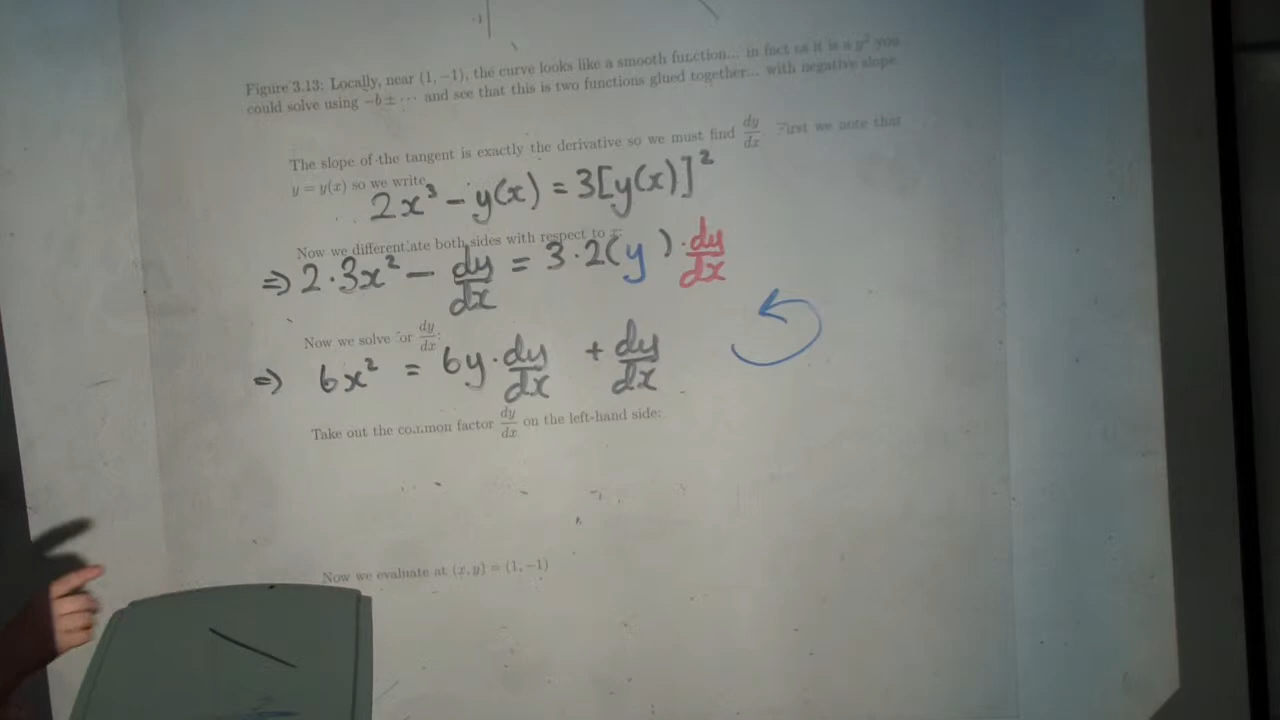 Figure 3.13: Locally, near (1, −1), the curve looks like a smooth function... in fact as it is a y² you
could solve using −b ± ··· and see that this is two functions glued together... with negative slope
The slope of the tangent is exactly the derivative so we must find dy/dx. First we note that
y = y(x) so we write
2x³ − y(x) = 3[y(x)]²
Now we differentiate both sides with respect to x:
⇒ 2·3x² − dy/dx = 3·2(y)·dy/dx
Now we solve for dy/dx:
⇒ 6x² = 6y·dy/dx + dy/dx
Take out the common factor dy/dx on the left-hand side:
Now we evaluate at (x, y) = (1, −1)